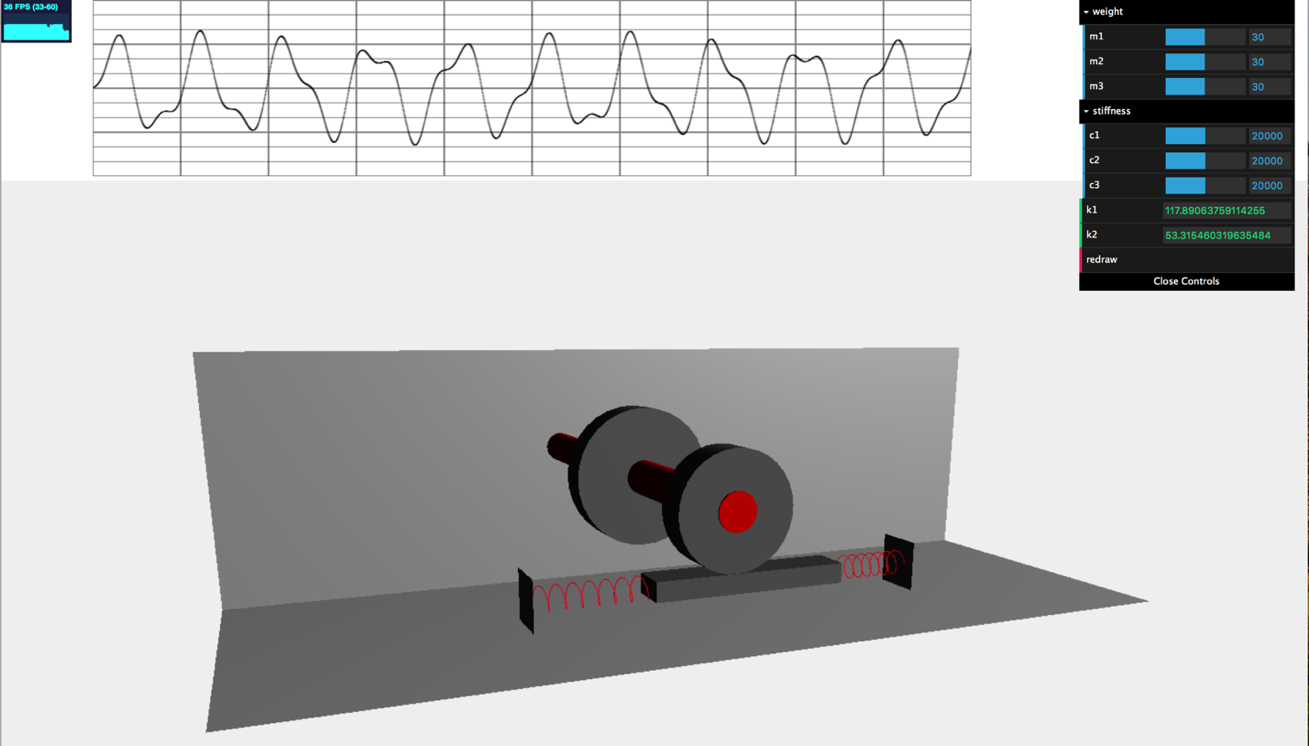 36 FPS (33-60)
weight
m1 30
m2 30
m3 30
stiffness
c1 20000
c2 20000
c3 20000
k1 117.89063759114255
k2 53.315460319635484
redraw
Close Controls